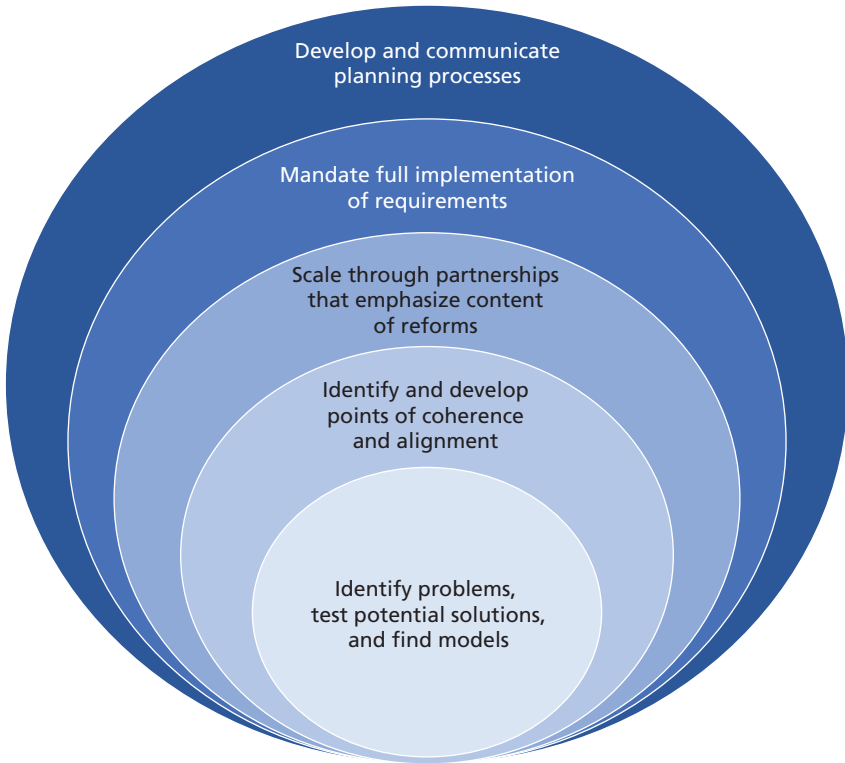 Develop and communicate
planning processes
Mandate full implementation
of requirements
Scale through partnerships
that emphasize content
of reforms
Identify and develop
points of coherence
and alignment
Identify problems,
test potential solutions,
and find models